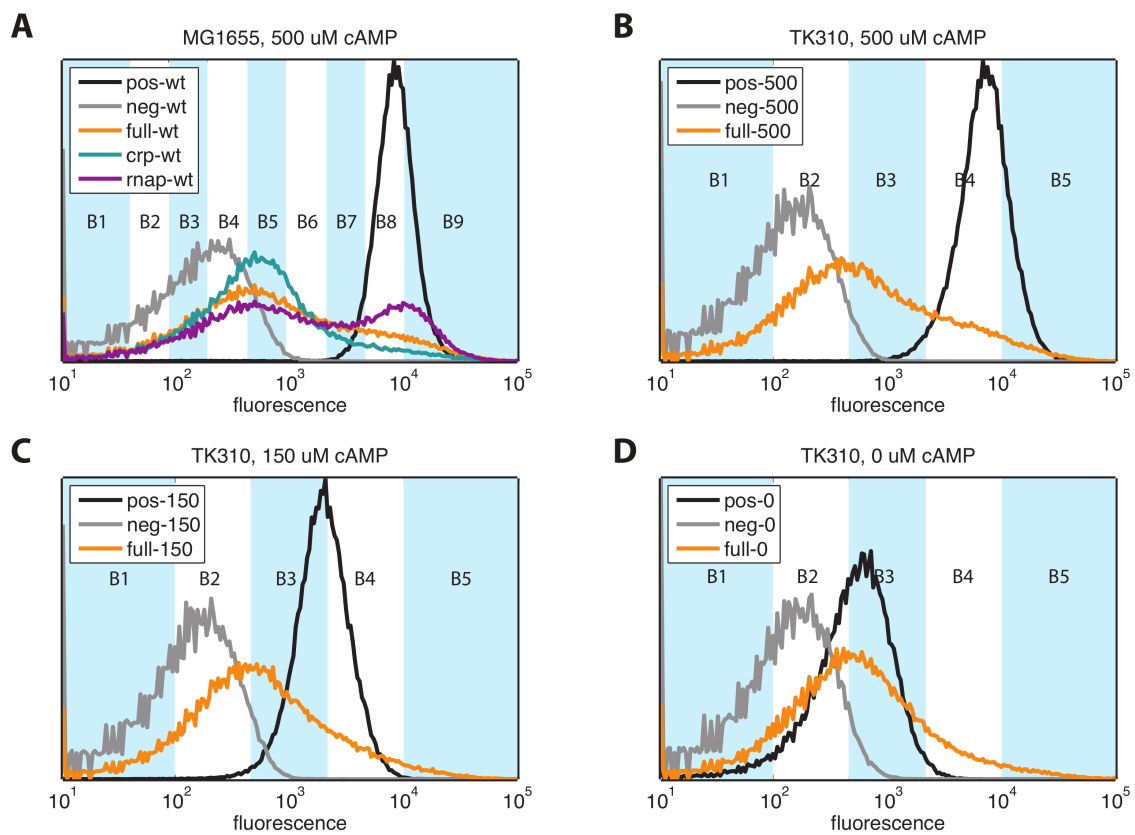 A
MG1655, 500 uM cAMP
pos-wt
neg-wt
full-wt
crp-wt
rnap-wt
B1 B2 B3 B4 B5 B6 B7 B8 B9
10^1 10^2 10^3 10^4 10^5
fluorescence
B
TK310, 500 uM cAMP
pos-500
neg-500
full-500
B1 B2 B3 B4 B5
10^1 10^2 10^3 10^4 10^5
fluorescence
C
TK310, 150 uM cAMP
pos-150
neg-150
full-150
B1 B2 B3 B4 B5
10^1 10^2 10^3 10^4 10^5
fluorescence
D
TK310, 0 uM cAMP
pos-0
neg-0
full-0
B1 B2 B3 B4 B5
10^1 10^2 10^3 10^4 10^5
fluorescence